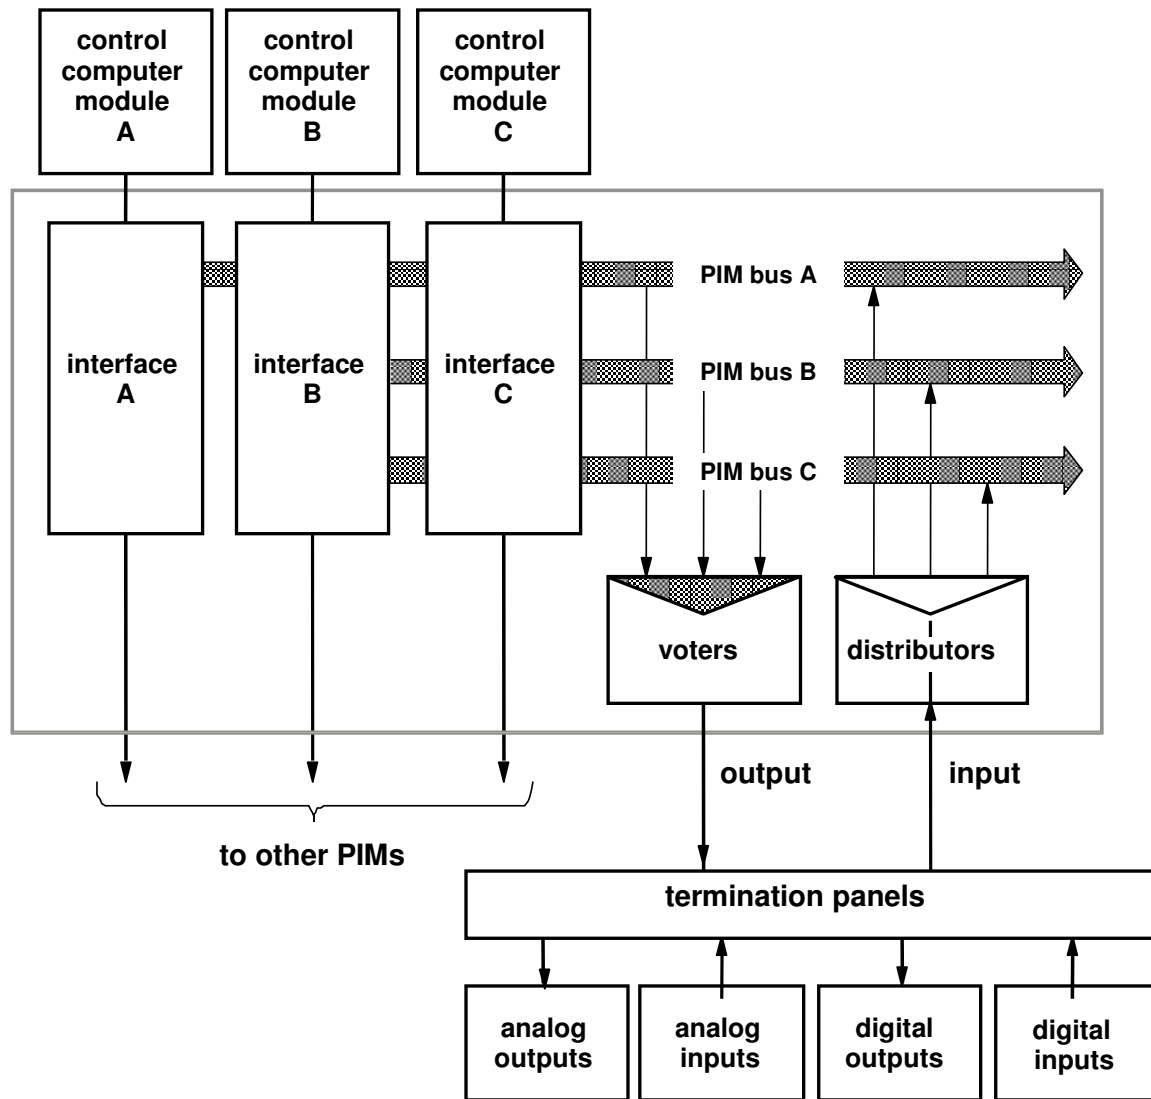 control
computer
module
A
control
computer
module
B
control
computer
module
C
interface
A
interface
B
interface
C
PIM bus A
PIM bus B
PIM bus C
voters
distributors
output
input
to other PIMs
termination panels
analog
outputs
analog
inputs
digital
outputs
digital
inputs